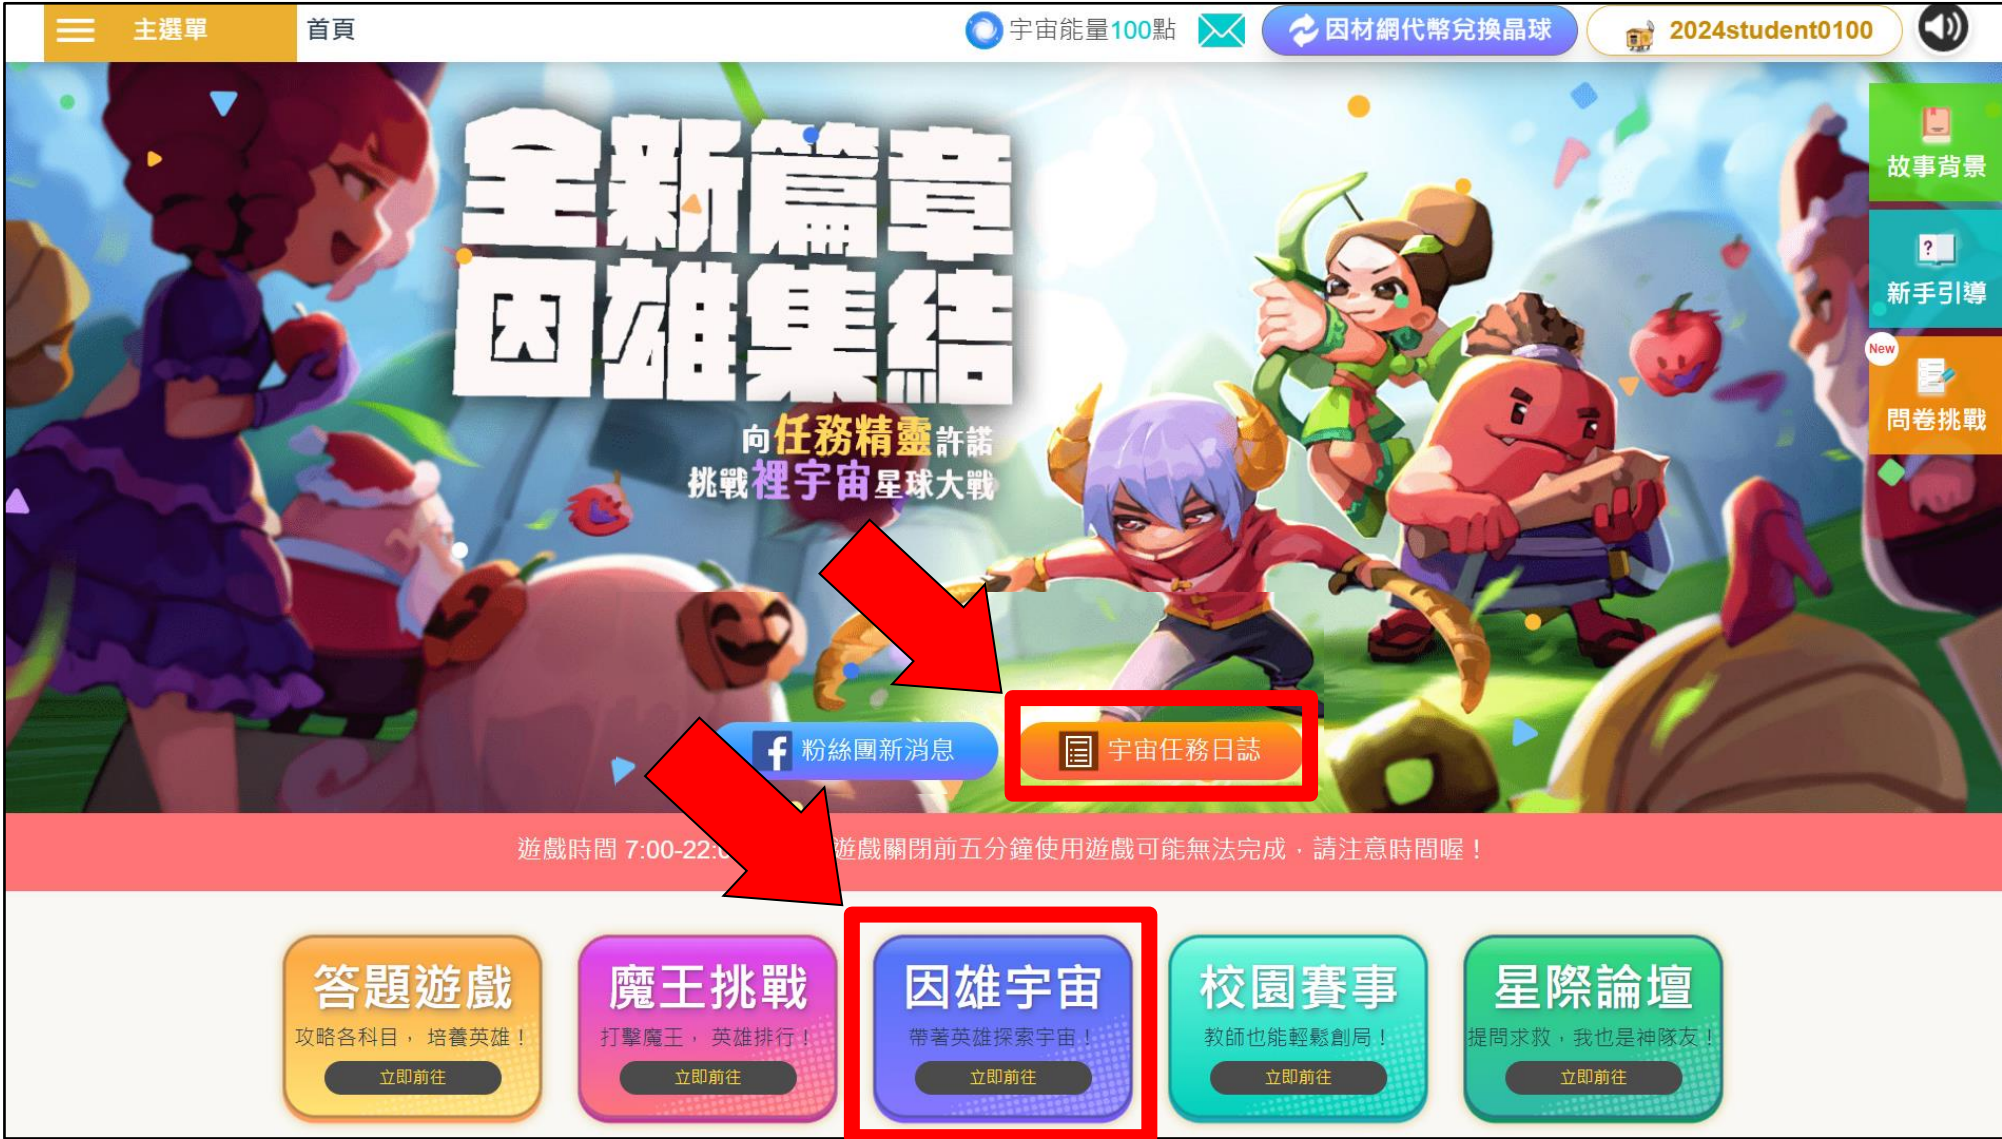 主選單
首頁
宇宙能量100點
因材網代幣兌換晶球
2024student0100
全新篇章
因雄集結
向任務精靈許諾
挑戰裡宇宙星球大戰
故事背景
?
新手引導
New
問卷挑戰
粉絲團新消息
宇宙任務日誌
遊戲時間 7:00-22:
遊戲關閉前五分鐘使用遊戲可能無法完成，請注意時間喔！
答題遊戲
攻略各科目， 培養英雄！
立即前往
魔王挑戰
打擊魔王， 英雄排行！
立即前往
因雄宇宙
帶著英雄探索宇宙！
立即前往
校園賽事
教師也能輕鬆創局！
立即前往
星際論壇
提問求救，我也是神隊友！
立即前往